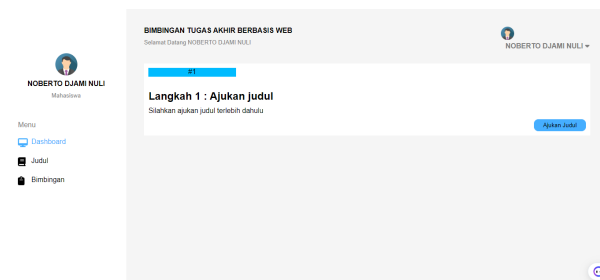 NOBERTO DJAMI NULI
Mahasiswa
Menu
Dashboard
Judul
Bimbingan
BIMBINGAN TUGAS AKHIR BERBASIS WEB
Selamat Datang NOBERTO DJAMI NULI
NOBERTO DJAMI NULI
#1
Langkah 1 : Ajukan judul
Silahkan ajukan judul terlebih dahulu
Ajukan Judul